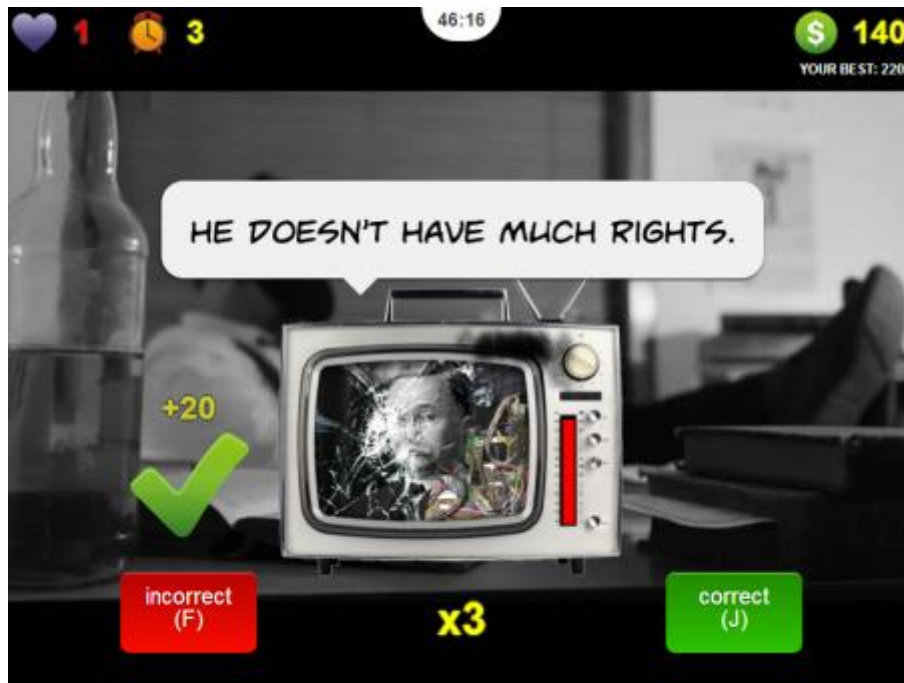 1
3
46:16
$ 140
YOUR BEST: 220
HE DOESN'T HAVE MUCH RIGHTS.
+20
incorrect
(F)
x3
correct
(J)